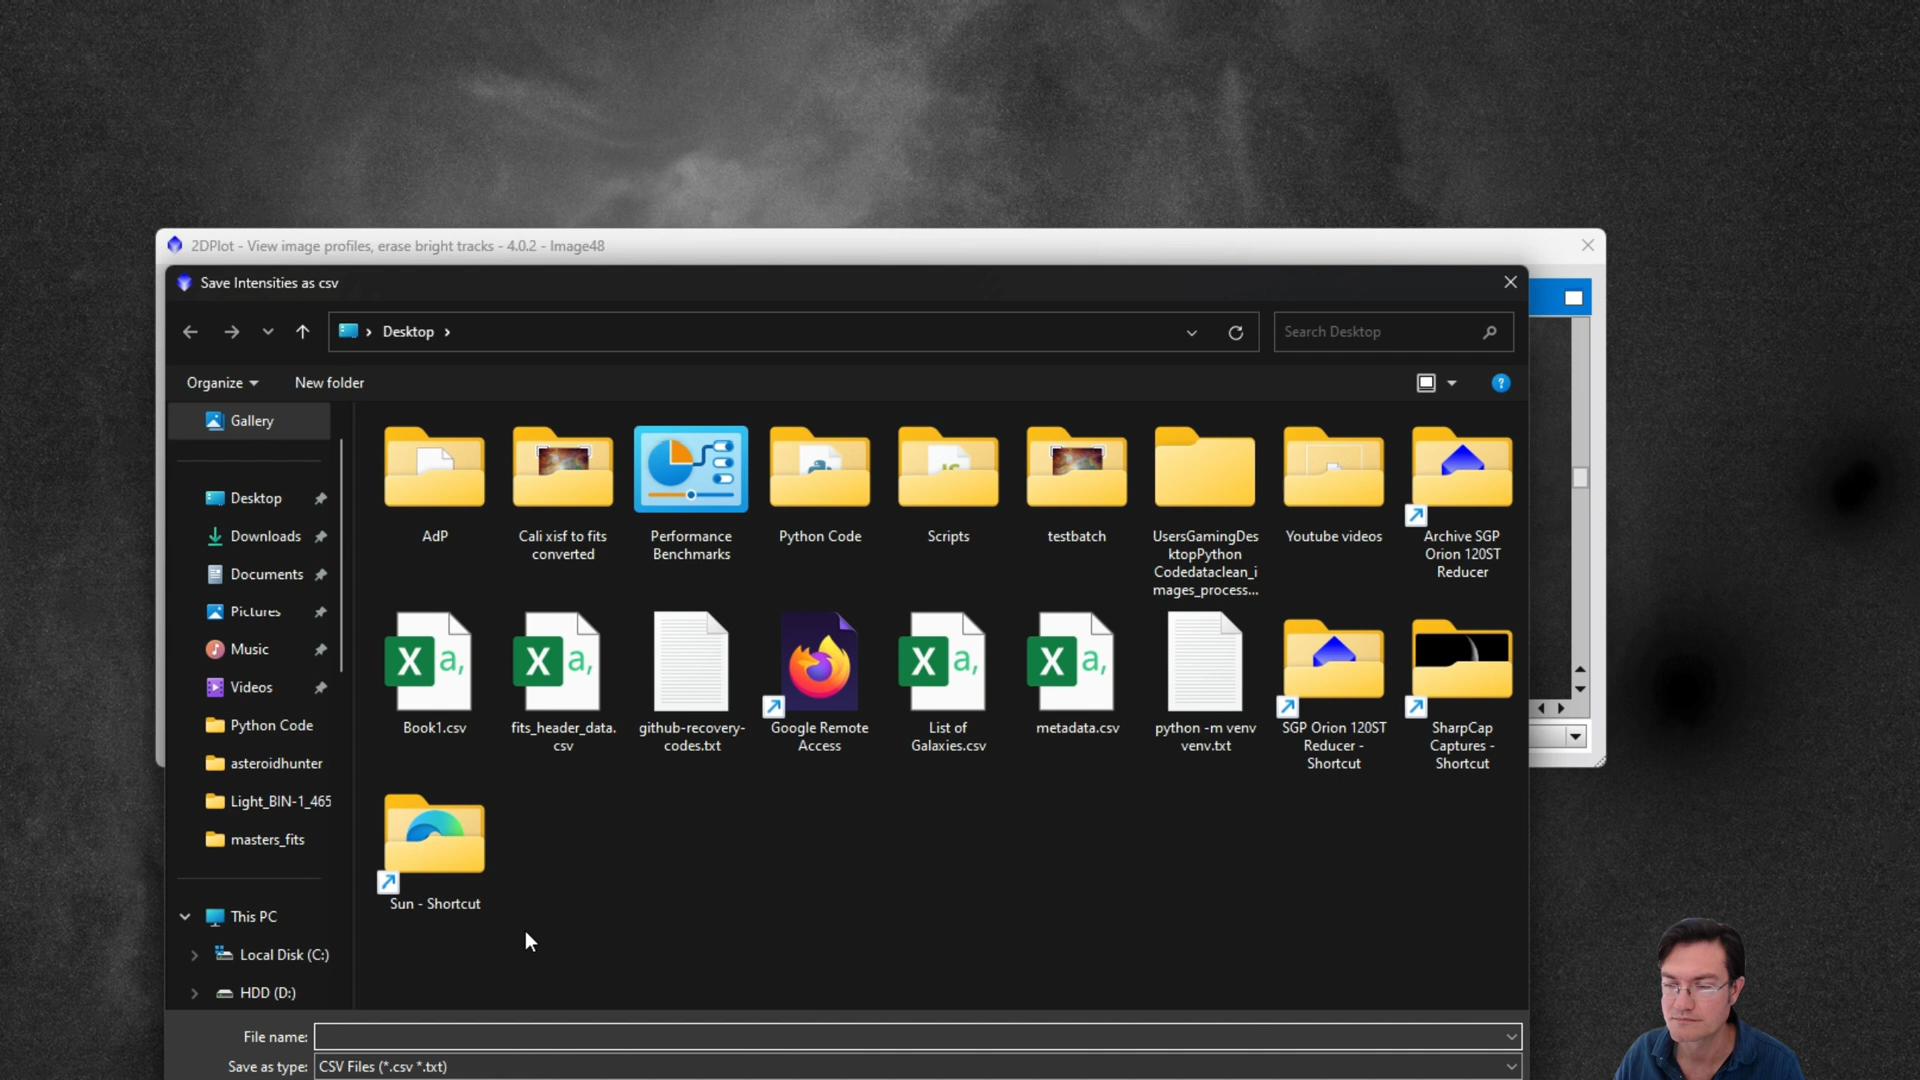 2DPlot - View image profiles, erase bright tracks - 4.0.2 - Image48
Save Intensities as csv
Desktop
Search Desktop
Organize
New folder
Gallery
Desktop
Downloads
Documents
Pictures
Music
Videos
Python Code
asteroidhunter
Light_BIN-1_465
masters_fits
This PC
Local Disk (C:)
HDD (D:)
AdP
Cali xisf to fits
converted
Performance
Benchmarks
Python Code
Scripts
testbatch
UsersGamingDes
ktopPython
Codedataclean_i
mages_process...
Youtube videos
Archive SGP
Orion 120ST
Reducer
Book1.csv
fits_header_data.
csv
github-recovery-
codes.txt
Google Remote
Access
List of
Galaxies.csv
metadata.csv
python -m venv
venv.txt
SGP Orion 120ST
Reducer -
Shortcut
SharpCap
Captures -
Shortcut
Sun - Shortcut
File name:
Save as type: CSV Files (*.csv *.txt)